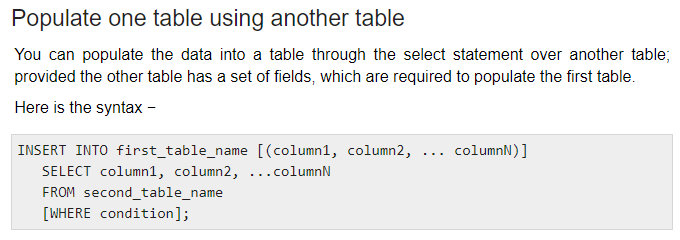 Populate one table using another table
You can populate the data into a table through the select statement over another table;
provided the other table has a set of fields, which are required to populate the first table.
Here is the syntax −
INSERT INTO first_table_name [(column1, column2, ... columnN)]
   SELECT column1, column2, ...columnN
   FROM second_table_name
   [WHERE condition];